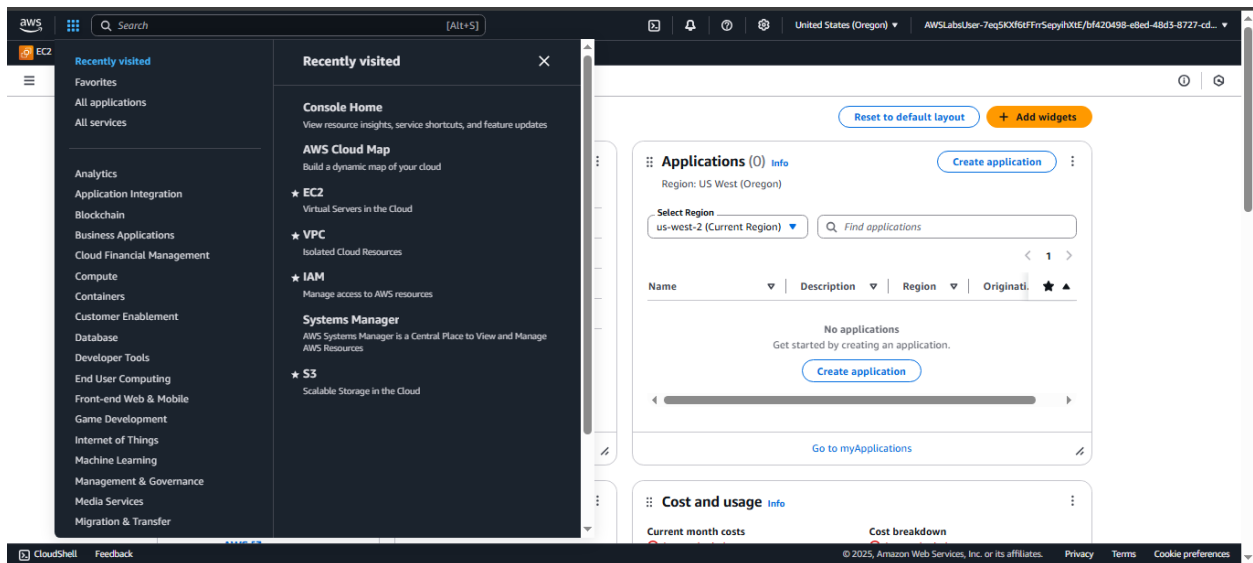 aws
Search [Alt+S]
United States (Oregon) ▼
AWSLabsUser-7eq5KXf6tFFrrSepyihXtE/bf420498-e8ed-48d3-8727-cd... ▼
EC2
Recently visited
Favorites
All applications
All services
Analytics
Application Integration
Blockchain
Business Applications
Cloud Financial Management
Compute
Containers
Customer Enablement
Database
Developer Tools
End User Computing
Front-end Web & Mobile
Game Development
Internet of Things
Machine Learning
Management & Governance
Media Services
Migration & Transfer
Recently visited
Console Home
View resource insights, service shortcuts, and feature updates
AWS Cloud Map
Build a dynamic map of your cloud
EC2
Virtual Servers in the Cloud
VPC
Isolated Cloud Resources
IAM
Manage access to AWS resources
Systems Manager
AWS Systems Manager is a Central Place to View and Manage
AWS Resources
S3
Scalable Storage in the Cloud
Reset to default layout
+ Add widgets
Applications (0) Info
Create application
Region: US West (Oregon)
Select Region
us-west-2 (Current Region)
Find applications
1
Name Description Region Originati.
No applications
Get started by creating an application.
Create application
Go to myApplications
Cost and usage Info
Current month costs Cost breakdown
CloudShell Feedback
© 2025, Amazon Web Services, Inc. or its affiliates. Privacy Terms Cookie preferences